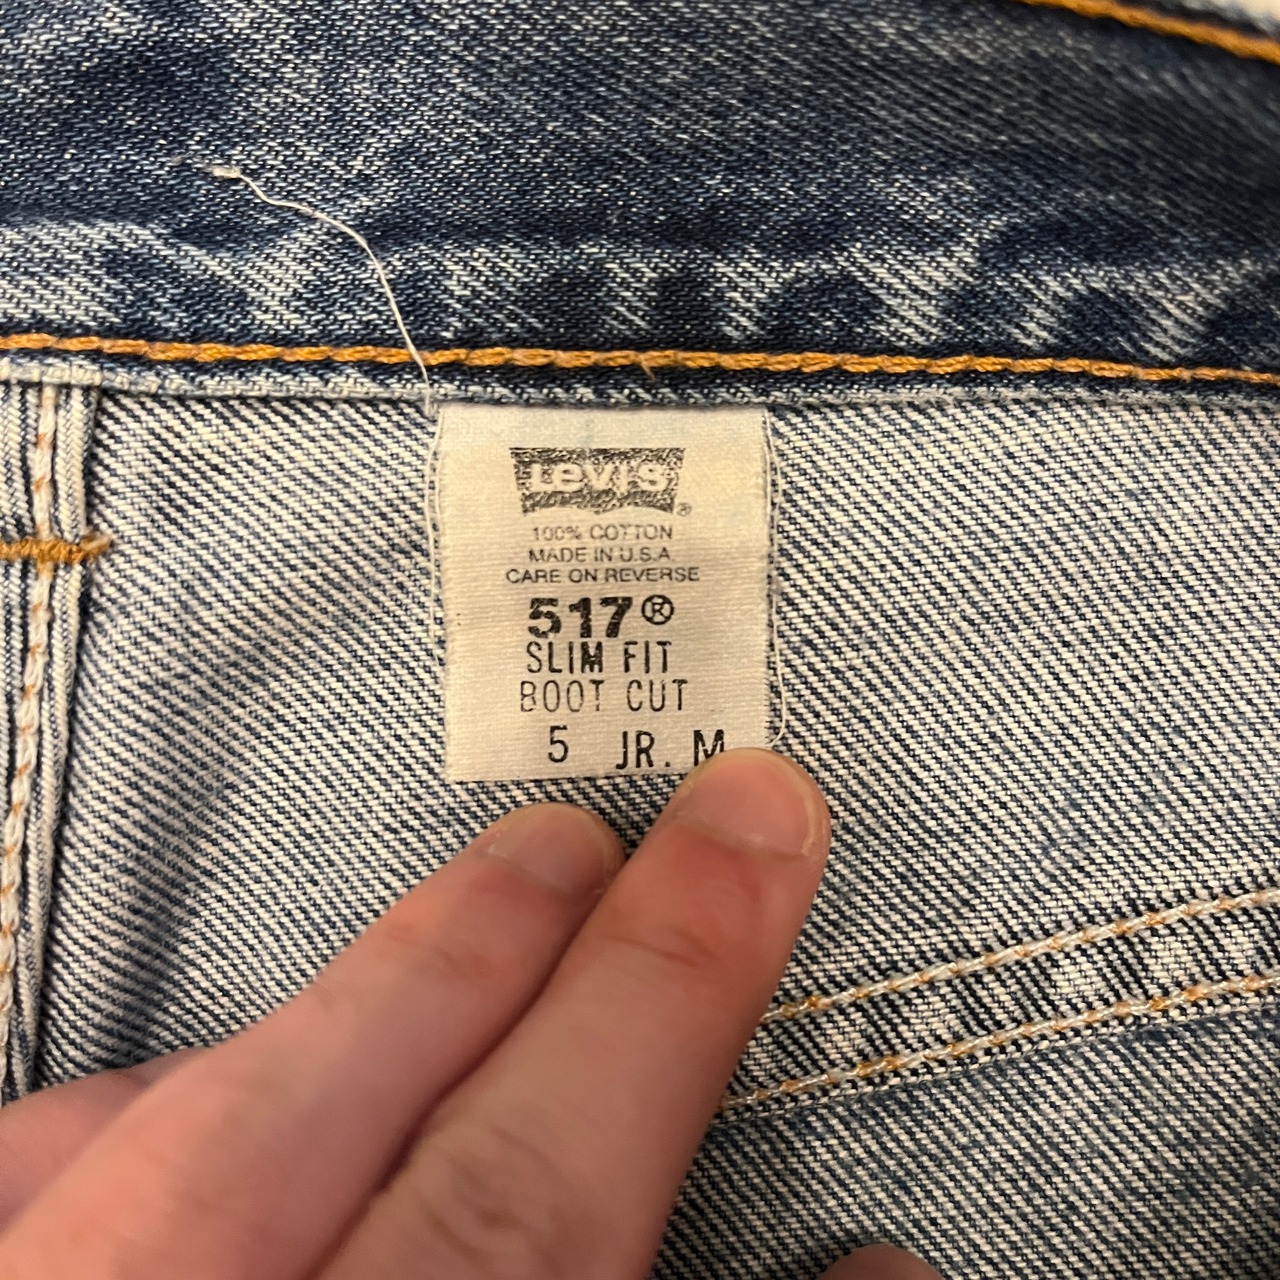 Levi's®
100% COTTON
MADE IN U.S.A.
CARE ON REVERSE
517®
SLIM FIT
BOOT CUT
5 JR. M